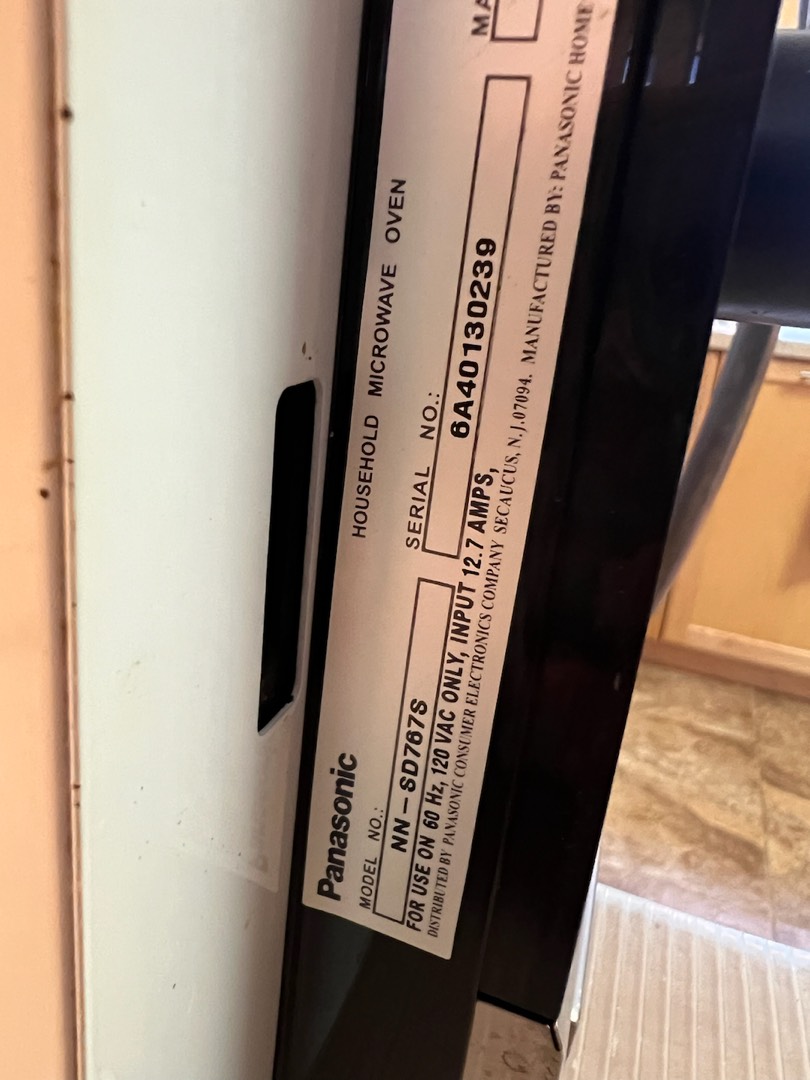 Panasonic
HOUSEHOLD MICROWAVE OVEN
MODEL NO.:
NN-SD767S
SERIAL NO.:
6A40130239
MA
FOR USE ON 60 Hz, 120 VAC ONLY, INPUT 12.7 AMPS,
DISTRIBUTED BY PANASONIC CONSUMER ELECTRONICS COMPANY SECAUCUS, N.J.07094. MANUFACTURED BY: PANASONIC HOME